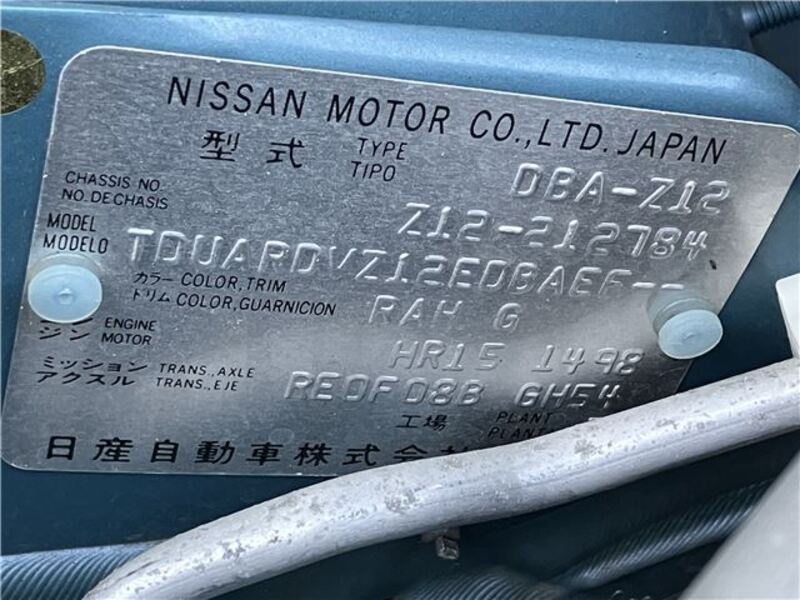 NISSAN MOTOR CO.,LTD. JAPAN
型式 TYPE TIPO DBA-Z12
CHASSIS NO. NO. DE CHASIS Z12-212784
MODEL MODELO TDUARDVZ12EDBAEF--
カラー COLOR,TRIM
トリム COLOR,GUARNICION RAH G
ジン ENGINE MOTOR HR15 1498
ミッション TRANS.,AXLE
アクスル TRANS.,EJE RE0F08B GH54
工場 PLANT
日産自動車株式会